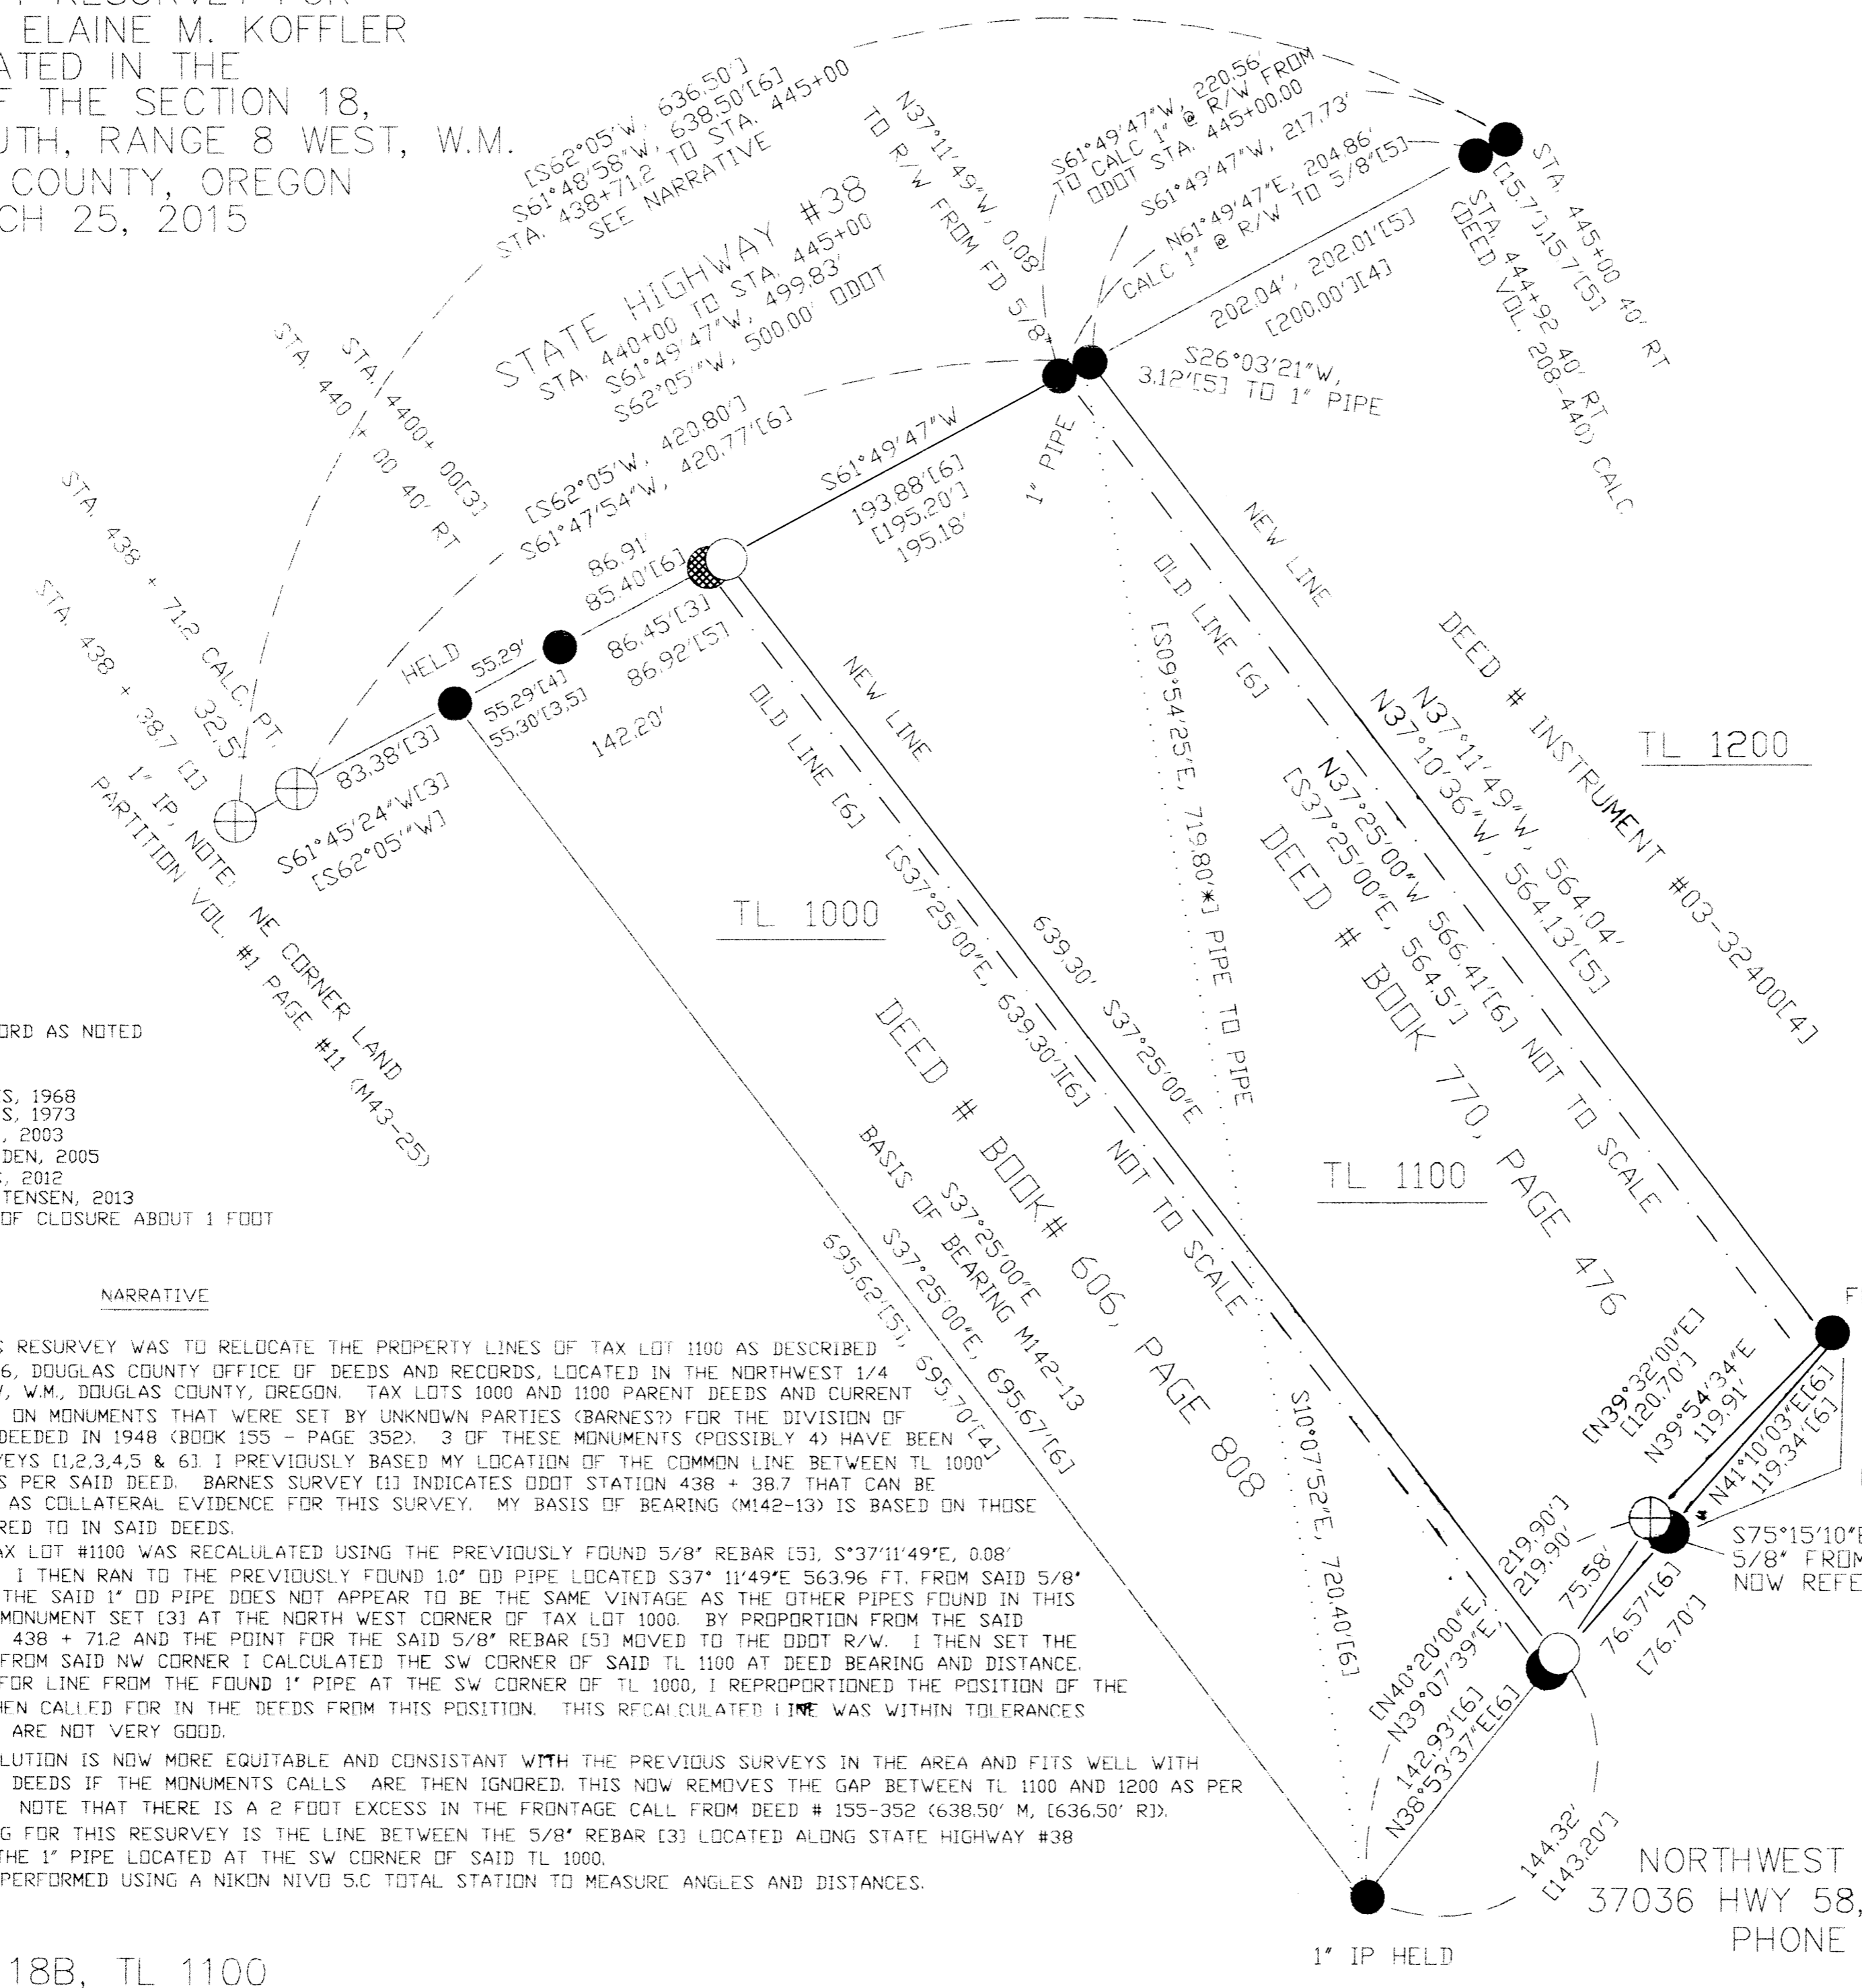 T RESURVEY FOR
ELAINE M. KOFFLER
ATED IN THE
F THE SECTION 18,
UTH, RANGE 8 WEST, W.M.
COUNTY, OREGON
CH 25, 2015
[S62°05'W, 636.50']
S61°48'58"W, 638.50'[6]
STA. 438+71.2 TO STA. 445+00
SEE NARRATIVE
STATE HIGHWAY #38
STA. 440+00 TO STA. 445+00
S61°49'47"W, 499.83'
S62°05'"W, 500.00' ODOT
N37°11'49"W, 0.08'
TO R/W FROM FD 5/8"
S61°49'47"W, 220.56'
TO CALC 1" @ R/W FROM
ODOT STA. 445+00.00
S61°49'47"W, 217.73'
N61°49'47"E, 204.86'
CALC 1" @ R/W TO 5/8"[5]
202.04', 202.01'[5]
[200.00'][4]
STA. 445+00 40' RT
[15.7'],15.7'[5]
STA. 444+92 40' RT
(DEED VOL. 208-440) CALC
S26°03'21"W,
3.12'[5] TO 1" PIPE
1" PIPE
STA. 4400+ 00[3]
STA. 440 + 00 40' RT
[S62°05'W, 420.80']
S61°47'54"W, 420.77'[6]
S61°49'47"W
193.88'[6]
[195.20']
195.18'
86.91'
85.40'[6]
86.45'[3]
86.92'[5]
HELD
55.29'
55.29'[4]
55.30'[3,5]
142.20'
STA. 438 + 71.2 CALC. PT.
32.5'
STA. 438 + 38.7 [1]
1" IP, NOTE: NE CORNER LAND
PARTITION VOL. #1 PAGE #11 (M43-25)
83.38'[3]
S61°45'24"W[3]
[S62°05'"W]
NEW LINE
OLD LINE [6]
NEW LINE
OLD LINE [6]
[S09°54'25"E, 719.80'*] PIPE TO PIPE
DEED # INSTRUMENT #03-32400[4]
N37°11'49"W, 564.04'
N37°10'36"W, 564.13'[5]
N37°25'00"W 566.41'[6] NOT TO SCALE
[S37°25'00"E, 564.5']
DEED # BOOK 770, PAGE 476
TL 1200
TL 1000
TL 1100
[S37°25'00"E, 639.30'][6] NOT TO SCALE
639.30' S37°25'00"E
DEED # BOOK# 606, PAGE 808
BASIS OF BEARING M142-13
S37°25'00"E
S37°25'00"E, 695.67'[6]
695.62'[5], 695.70'[4]
S10°07'52"E, 720.40'[6]
[N39°32'00"E]
[120.70']
N39°54'34"E
119.91'
N41°10'03"E[6]
119.34'[6]
F
S75°15'10"E
5/8" FROM
NOW REFE
219.90']
219.90'
75.58'
76.57'[6]
[76.70']
[N40°20'00"E,
N39°07'39"E,
142.93'[6]
N38°53'37"E[6]
144.32'
[143.20']
1" IP HELD
NORTHWEST
37036 HWY 58,
PHONE
ORD AS NOTED
S, 1968
S, 1973
, 2003
DEN, 2005
, 2012
TENSEN, 2013
OF CLOSURE ABOUT 1 FOOT
NARRATIVE
S RESURVEY WAS TO RELOCATE THE PROPERTY LINES OF TAX LOT 1100 AS DESCRIBED
6, DOUGLAS COUNTY OFFICE OF DEEDS AND RECORDS, LOCATED IN THE NORTHWEST 1/4
, W.M., DOUGLAS COUNTY, OREGON. TAX LOTS 1000 AND 1100 PARENT DEEDS AND CURRENT
ON MONUMENTS THAT WERE SET BY UNKNOWN PARTIES (BARNES?) FOR THE DIVISION OF
DEEDED IN 1948 (BOOK 155 - PAGE 352). 3 OF THESE MONUMENTS (POSSIBLY 4) HAVE BEEN
EYS [1,2,3,4,5 & 6]. I PREVIOUSLY BASED MY LOCATION OF THE COMMON LINE BETWEEN TL 1000
S PER SAID DEED. BARNES SURVEY [1] INDICATES ODOT STATION 438 + 38.7 THAT CAN BE
AS COLLATERAL EVIDENCE FOR THIS SURVEY. MY BASIS OF BEARING (M142-13) IS BASED ON THOSE
RED TO IN SAID DEEDS.
AX LOT #1100 WAS RECALULATED USING THE PREVIOUSLY FOUND 5/8" REBAR [5], S°37'11'49"E, 0.08'
I THEN RAN TO THE PREVIOUSLY FOUND 1.0" OD PIPE LOCATED S37° 11'49"E 563.96 FT. FROM SAID 5/8"
THE SAID 1" OD PIPE DOES NOT APPEAR TO BE THE SAME VINTAGE AS THE OTHER PIPES FOUND IN THIS
MONUMENT SET [3] AT THE NORTH WEST CORNER OF TAX LOT 1000. BY PROPORTION FROM THE SAID
438 + 71.2 AND THE POINT FOR THE SAID 5/8" REBAR [5] MOVED TO THE ODOT R/W. I THEN SET THE
FROM SAID NW CORNER I CALCULATED THE SW CORNER OF SAID TL 1100 AT DEED BEARING AND DISTANCE.
FOR LINE FROM THE FOUND 1" PIPE AT THE SW CORNER OF TL 1000, I REPROPORTIONED THE POSITION OF THE
HEN CALLED FOR IN THE DEEDS FROM THIS POSITION. THIS RECALCULATED LINE WAS WITHIN TOLERANCES
ARE NOT VERY GOOD.
LUTION IS NOW MORE EQUITABLE AND CONSISTANT WITH THE PREVIOUS SURVEYS IN THE AREA AND FITS WELL WITH
DEEDS IF THE MONUMENTS CALLS ARE THEN IGNORED. THIS NOW REMOVES THE GAP BETWEEN TL 1100 AND 1200 AS PER
NOTE THAT THERE IS A 2 FOOT EXCESS IN THE FRONTAGE CALL FROM DEED # 155-352 (638.50' M, [636.50' R]).
G FOR THIS RESURVEY IS THE LINE BETWEEN THE 5/8" REBAR [3] LOCATED ALONG STATE HIGHWAY #38
THE 1" PIPE LOCATED AT THE SW CORNER OF SAID TL 1000.
PERFORMED USING A NIKON NIVO 5.C TOTAL STATION TO MEASURE ANGLES AND DISTANCES.
18B, TL 1100